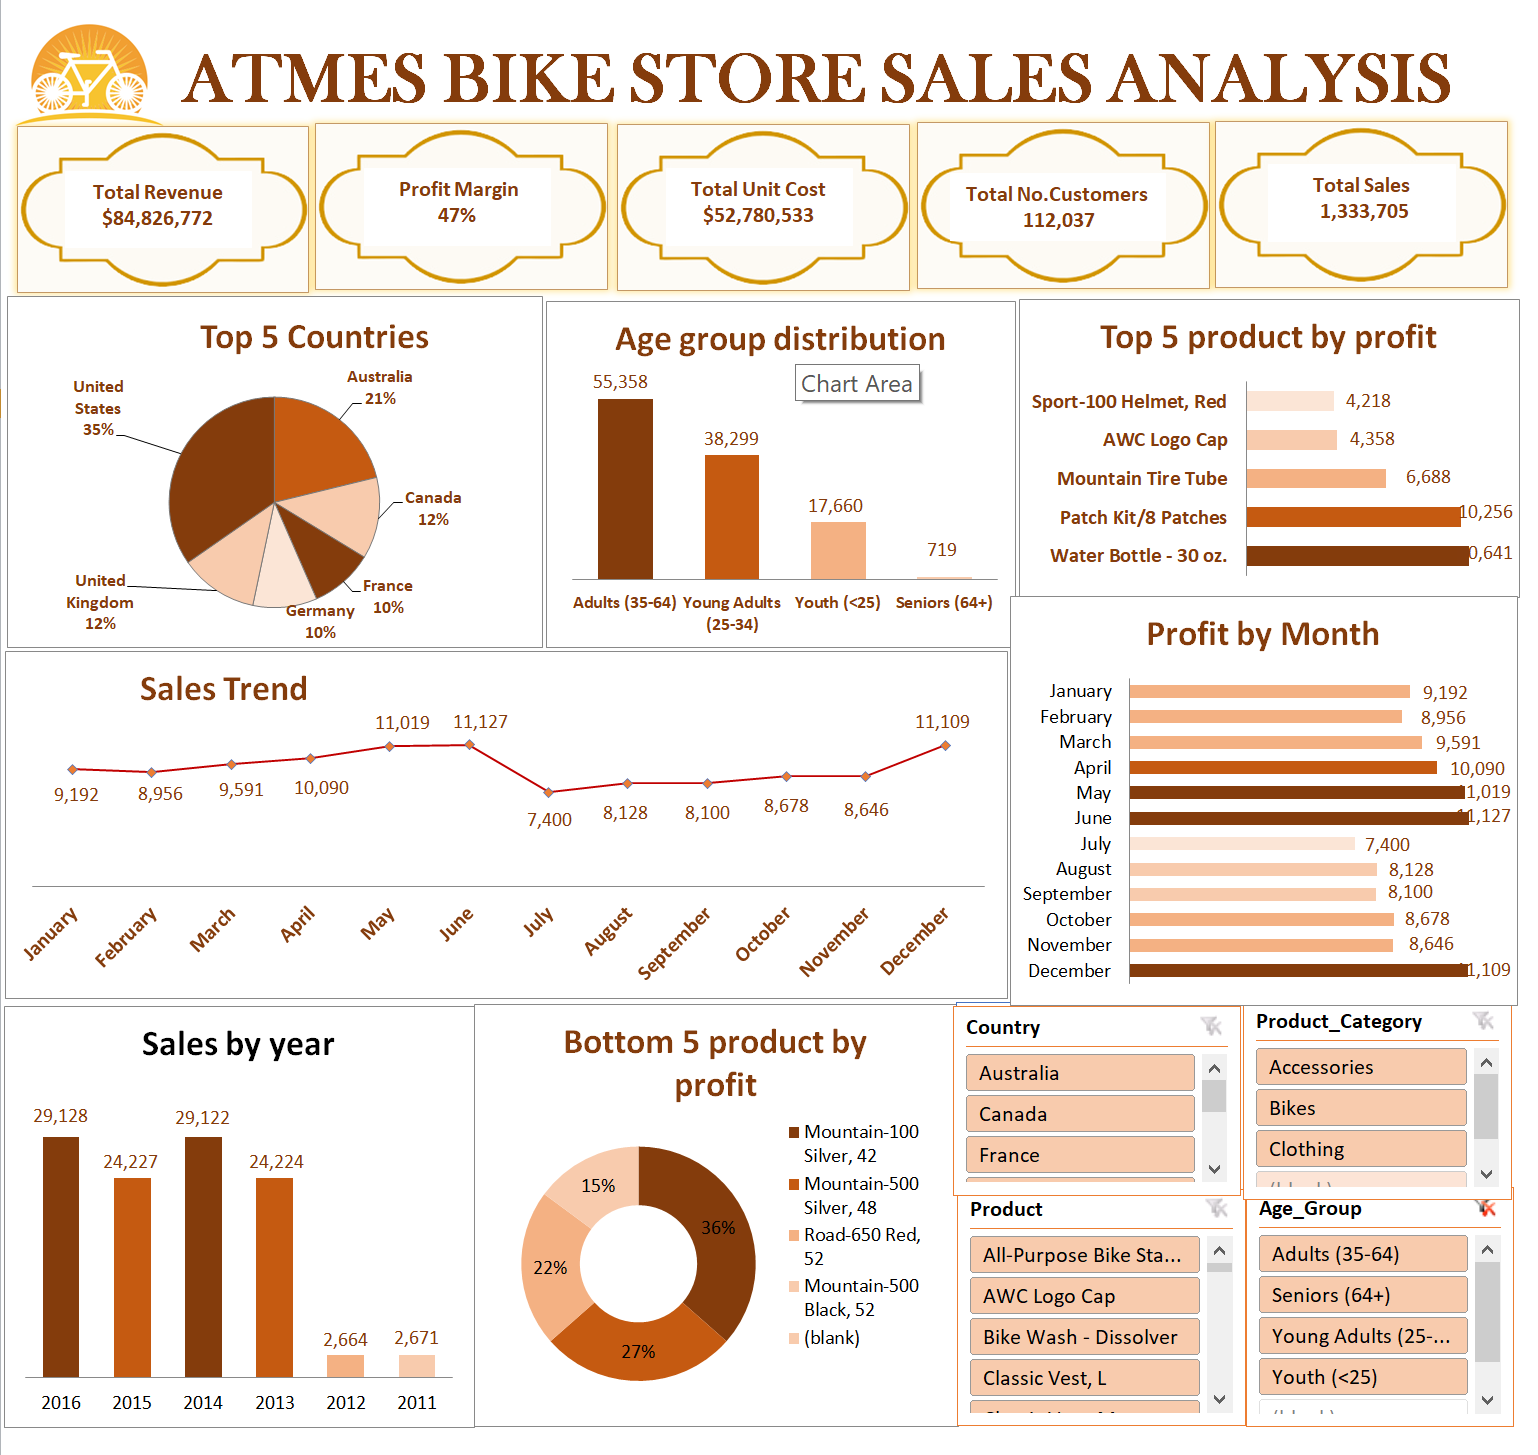 ATMES BIKE STORE SALES ANALYSIS
Total Revenue
$84,826,772
Profit Margin
47%
Total Unit Cost
$52,780,533
Total No.Customers
112,037
Total Sales
1,333,705
Top 5 Countries
United
States
35%
Australia
21%
Canada
12%
France
10%
Germany
10%
United
Kingdom
12%
Age group distribution
Chart Area
55,358
38,299
17,660
719
Adults (35-64)
Young Adults
(25-34)
Youth (<25)
Seniors (64+)
Top 5 product by profit
Sport-100 Helmet, Red
4,218
AWC Logo Cap
4,358
Mountain Tire Tube
6,688
Patch Kit/8 Patches
10,256
Water Bottle - 30 oz.
0,641
Sales Trend
9,192
8,956
9,591
10,090
11,019
11,127
7,400
8,128
8,100
8,678
8,646
11,109
January
February
March
April
May
June
July
August
September
October
November
December
Profit by Month
January
9,192
February
8,956
March
9,591
April
10,090
May
11,019
June
11,127
July
7,400
August
8,128
September
8,100
October
8,678
November
8,646
December
11,109
Sales by year
29,128
24,227
29,122
24,224
2,664
2,671
2016
2015
2014
2013
2012
2011
Bottom 5 product by
profit
36%
27%
22%
15%
Mountain-100
Silver, 42
Mountain-500
Silver, 48
Road-650 Red,
52
Mountain-500
Black, 52
(blank)
Country
Australia
Canada
France
Product_Category
Accessories
Bikes
Clothing
Product
All-Purpose Bike Sta...
AWC Logo Cap
Bike Wash - Dissolver
Classic Vest, L
Age_Group
Adults (35-64)
Seniors (64+)
Young Adults (25-...
Youth (<25)